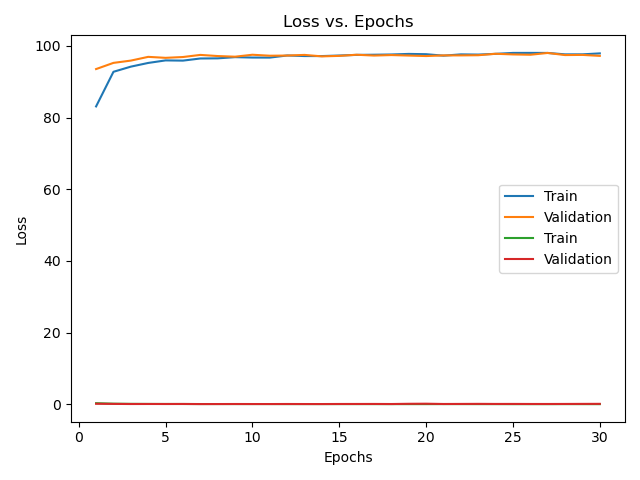 Loss vs. Epochs
Loss
100
80
60
40
20
0
Train
Validation
Train
Validation
0 5 10 15 20 25 30
Epochs